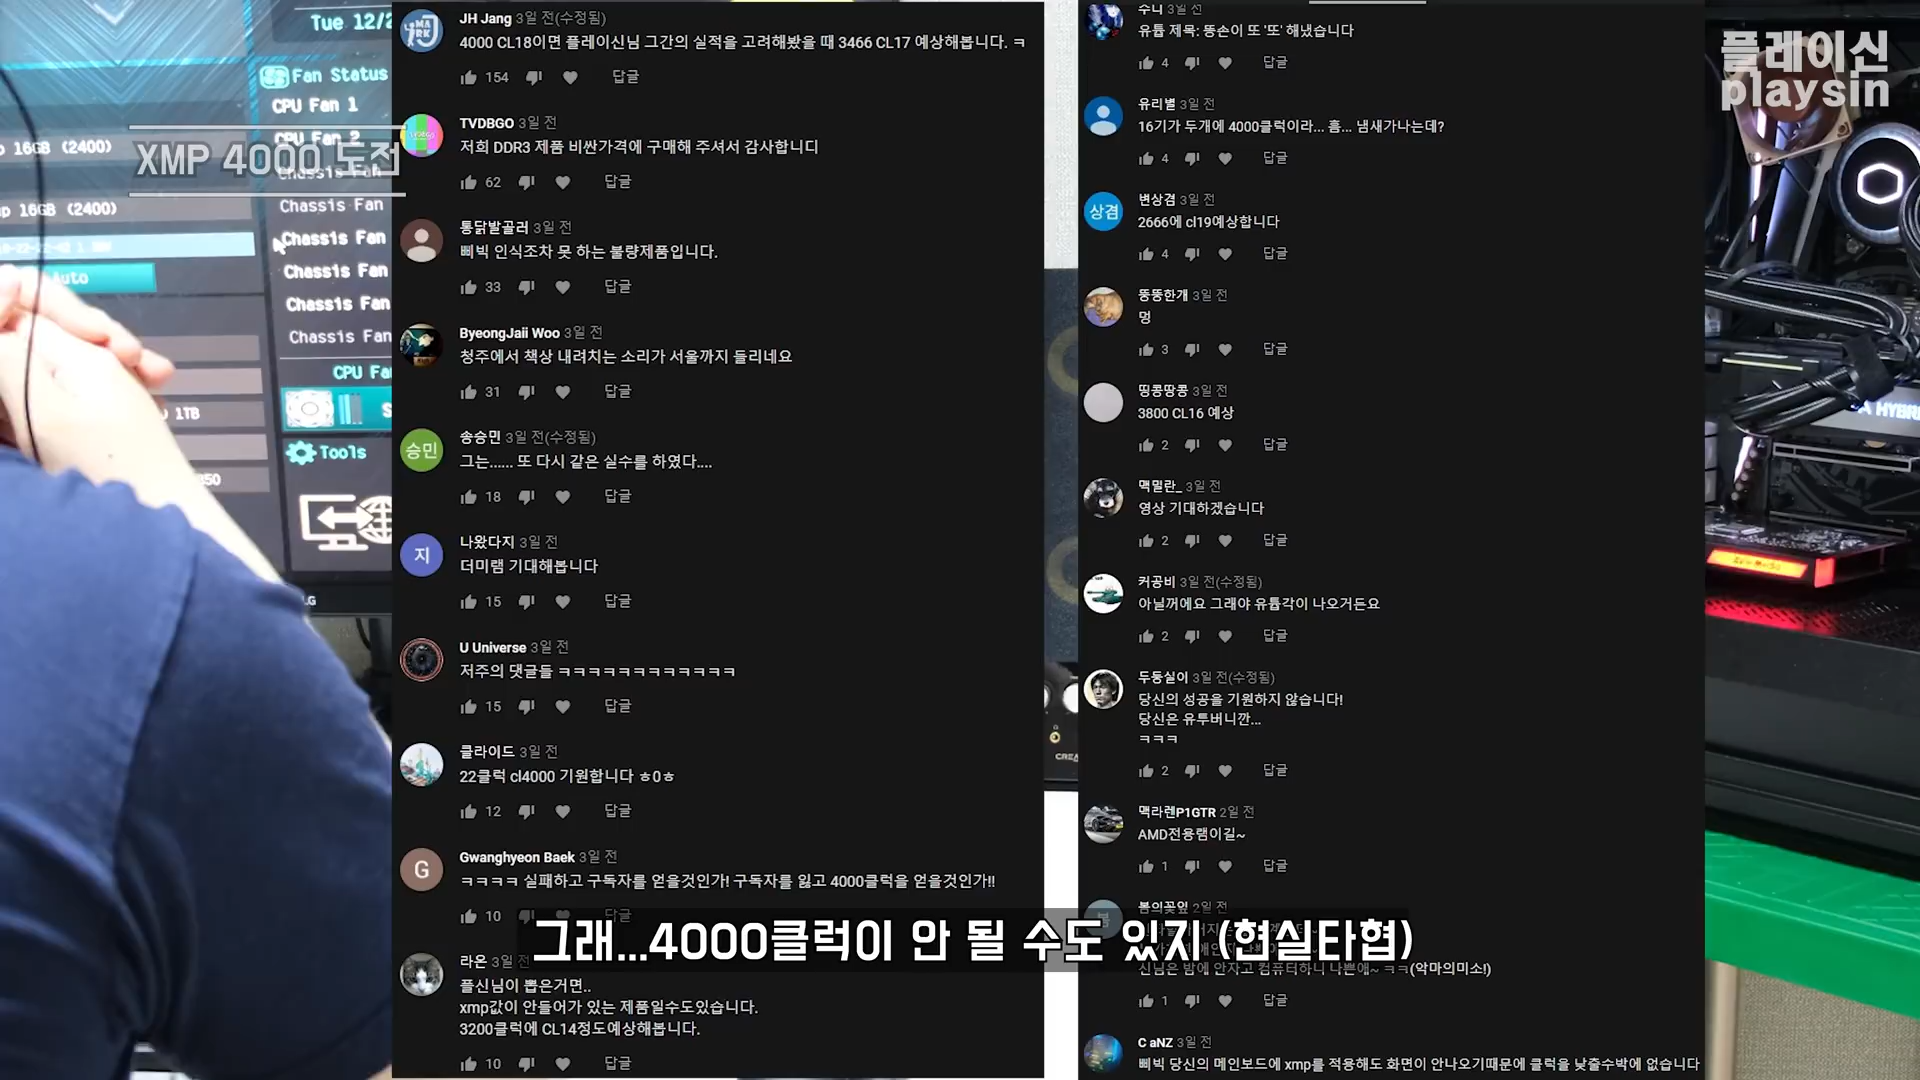 Tue 12/2
Fan Status
CPU Fan 1
CPU Fan 2
Chassis Fan
Chassis Fan
Chassis Fan
Chassis Fan
Chassis Fan
Chassis Fan
CPU Fa
Tools
16GB (2400)
16GB (2400)
Auto
1TB
XMP 4000 도전
JH Jang 3일 전(수정됨)
4000 CL18이면 플레이신님 그간의 실적을 고려해봤을 때 3466 CL17 예상해봅니다. ㅋ
154 답글
TVDBGO 3일 전
저희 DDR3 제품 비싼가격에 구매해 주셔서 감사합니디
62 답글
통닭발골러 3일 전
삐빅 인식조차 못 하는 불량제품입니다.
33 답글
ByeongJaii Woo 3일 전
청주에서 책상 내려치는 소리가 서울까지 들리네요
31 답글
승민
송승민 3일 전(수정됨)
그는...... 또 다시 같은 실수를 하였다....
18 답글
지
나왔다지 3일 전
더미램 기대해봅니다
15 답글
U Universe 3일 전
저주의 댓글들 ㅋㅋㅋㅋㅋㅋㅋㅋㅋㅋㅋㅋ
15 답글
클라이드 3일 전
22클럭 cl4000 기원합니다 ㅎ0ㅎ
12 답글
G
Gwanghyeon Baek 3일 전
ㅋㅋㅋㅋ 실패하고 구독자를 얻을것인가! 구독자를 잃고 4000클럭을 얻을것인가!!
10 답글
라온 3일 전
플신님이 뽑은거면..
xmp값이 안들어가 있는 제품일수도있습니다.
3200클럭에 CL14정도예상해봅니다.
10 답글
수니 3일 전
유튭 제목: 똥손이 또 '또' 해냈습니다
4 답글
유리별 3일 전
16기가 두개에 4000클럭이라... 흠... 냄새가나는데?
4 답글
상겸
변상겸 3일 전
2666에 cl19예상합니다
4 답글
뚱뚱한개 3일 전
멍
3 답글
띵콩땅콩 3일 전
3800 CL16 예상
2 답글
맥밀란_ 3일 전
영상 기대하겠습니다
2 답글
커공비 3일 전(수정됨)
아닐꺼에요 그래야 유튭각이 나오거든요
2 답글
두둥실이 3일 전(수정됨)
당신의 성공을 기원하지 않습니다!
당신은 유투버니깐...
ㅋㅋㅋ
2 답글
맥라렌P1GTR 2일 전
AMD전용램이길~
1 답글
봄
봄의꽃잎 2일 전
신님은 밤에 안자고 컴퓨터하니 나쁜애~ ㅋㅋ(악마의미소!)
1 답글
C aNZ 3일 전
삐빅 당신의 메인보드에 xmp를 적용해도 화면이 안나오기때문에 클럭을 낮출수밖에 없습니다
그래...4000클럭이 안 될 수도 있지 (현실타협)
플레이신
playsin